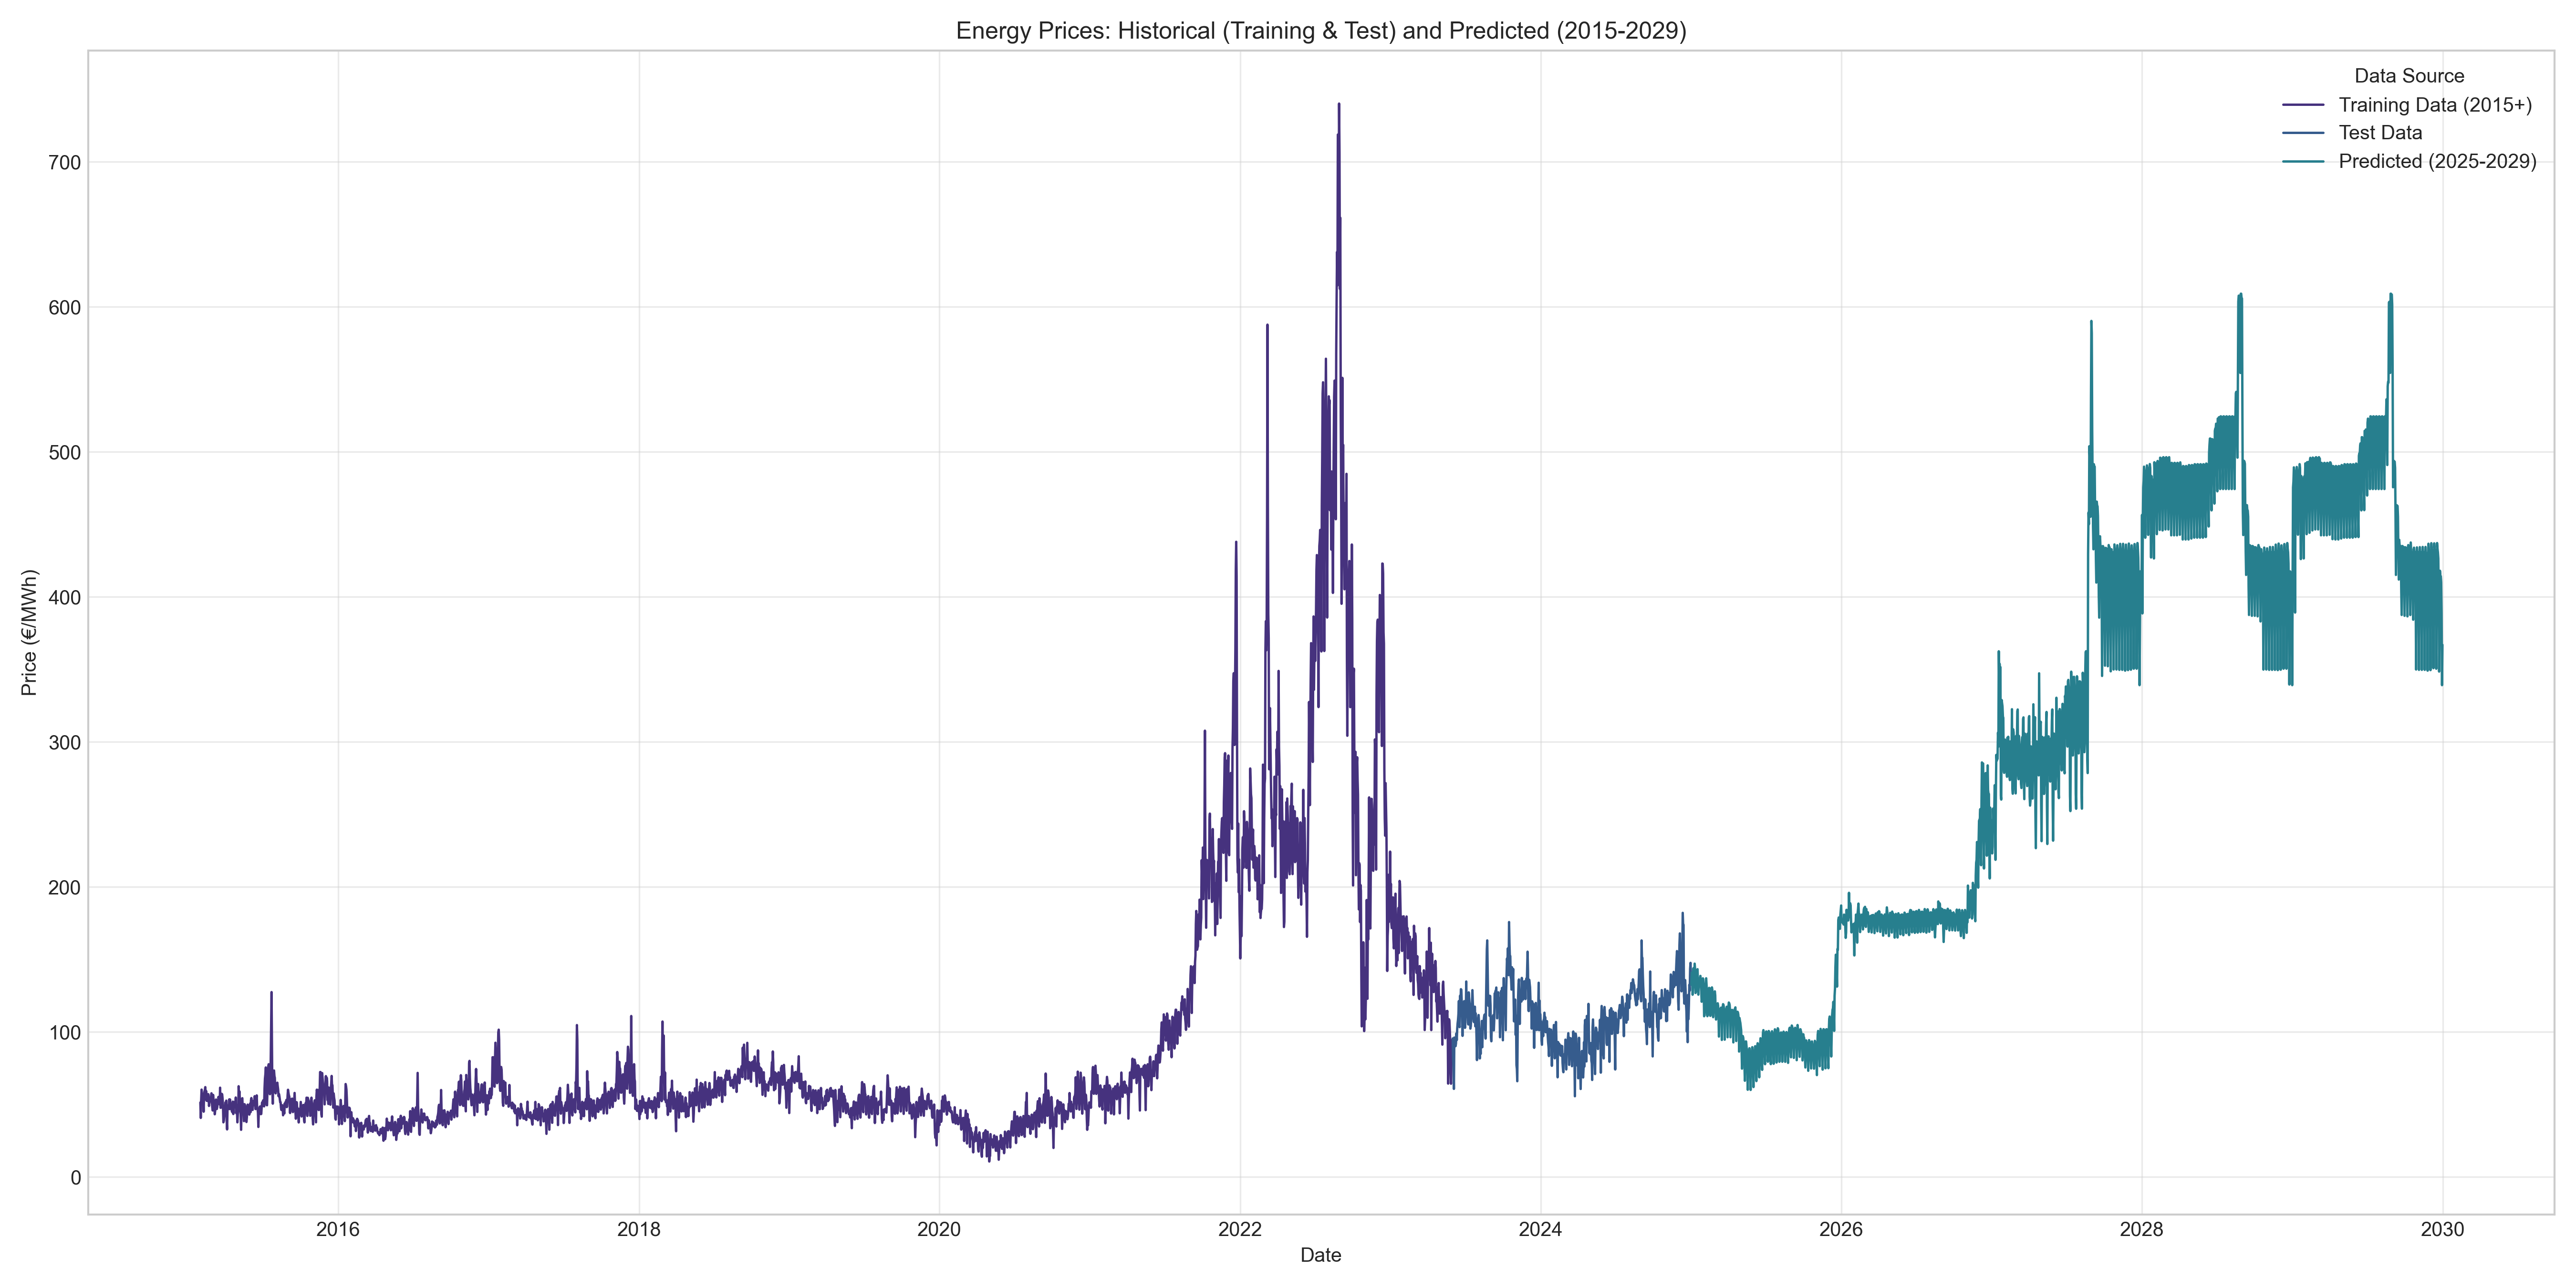 Energy Prices: Historical (Training & Test) and Predicted (2015-2029)
Data Source
Training Data (2015+)
Test Data
Predicted (2025-2029)
700
600
500
400
300
200
100
0
Price (€/MWh)
2016 2018 2020 2022 2024 2026 2028 2030
Date